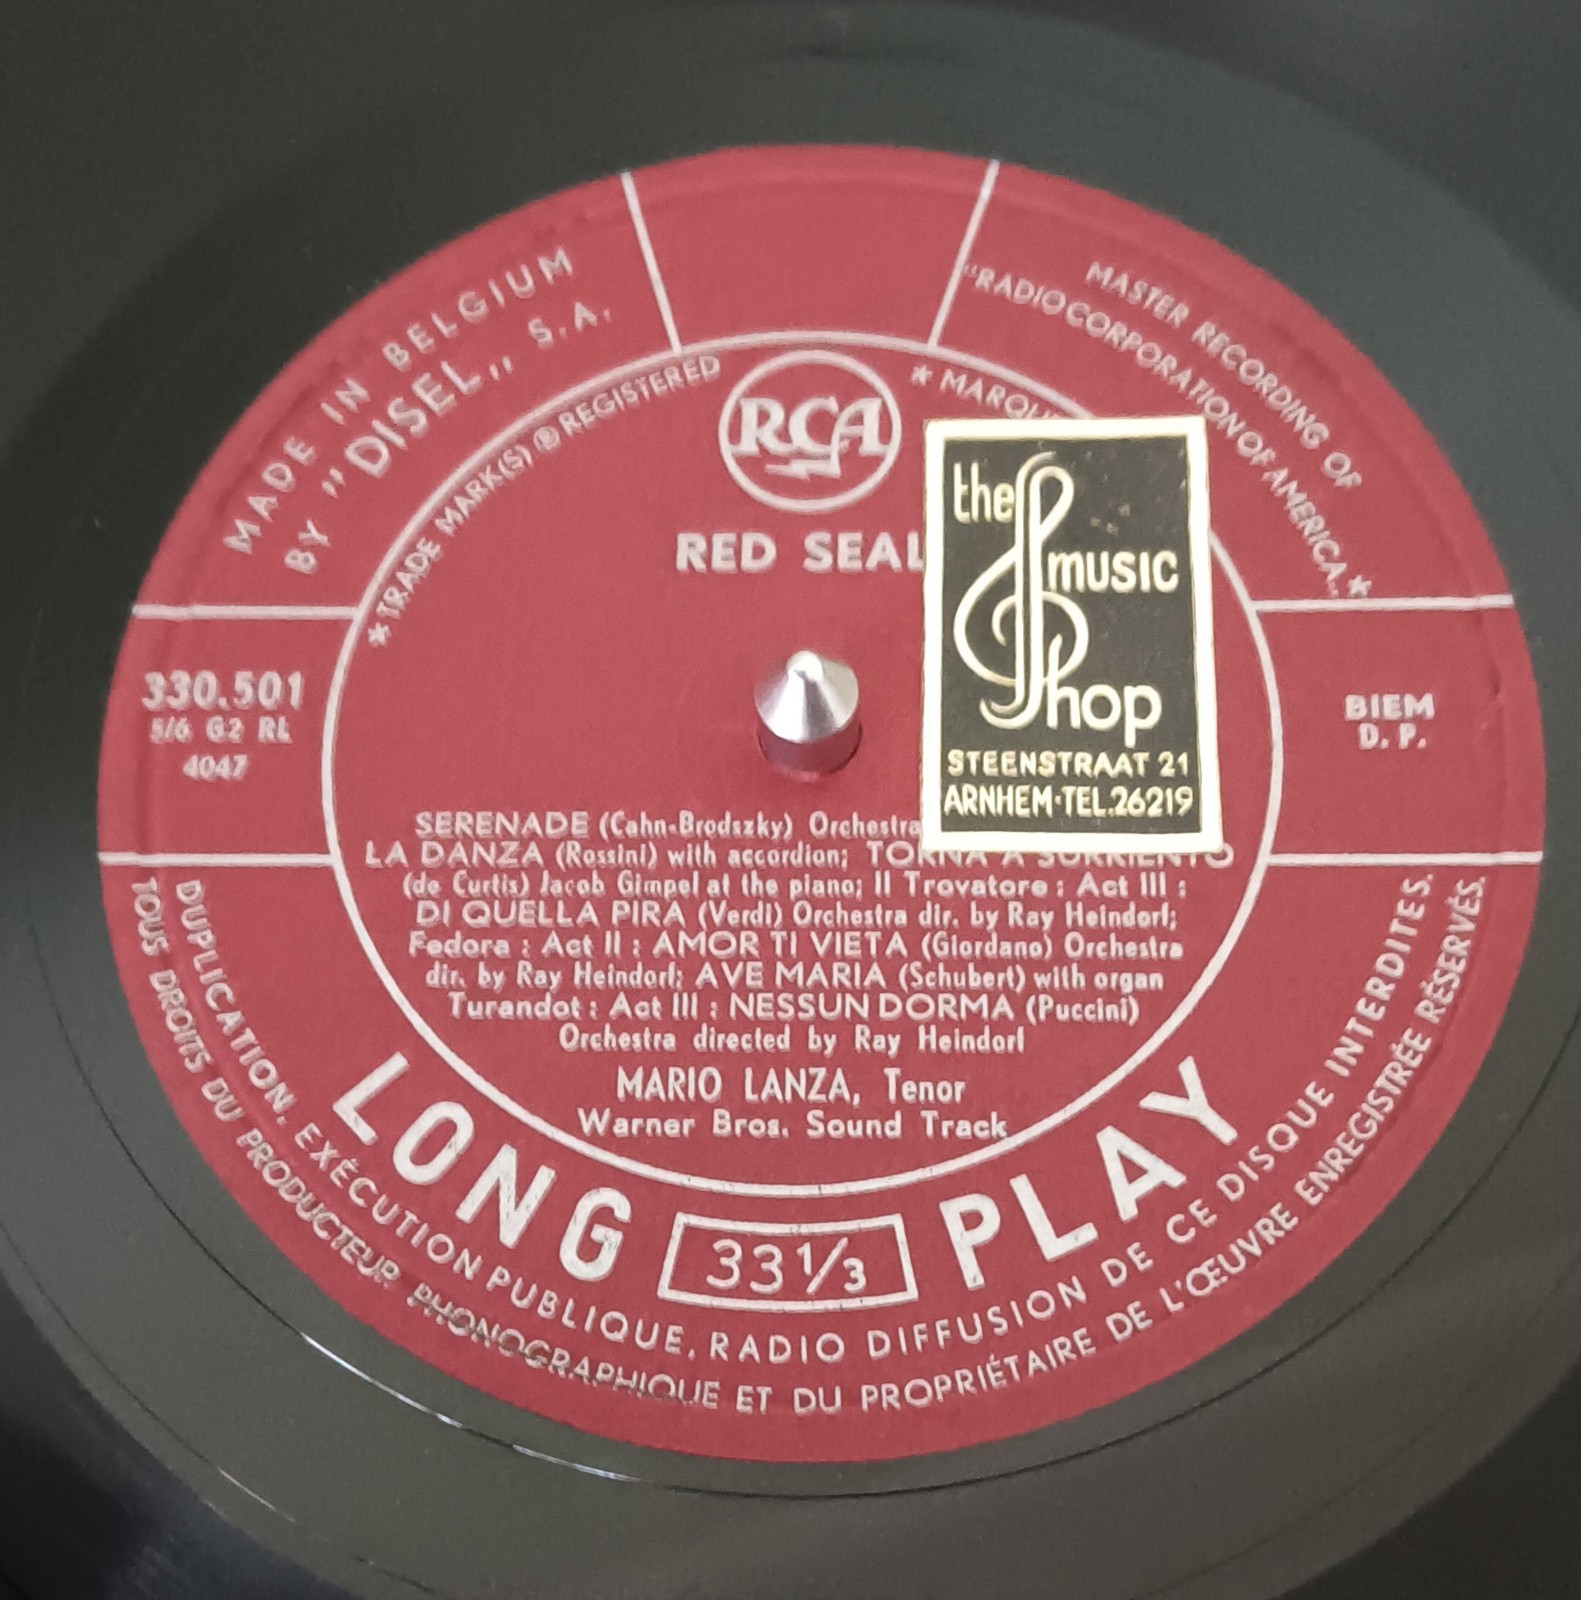 MADE IN BELGIUM
BY „DISEL„ S.A.
MASTER RECORDING OF
“RADIO CORPORATION OF AMERICA„*
*TRADE MARK(S) ® REGISTERED
* MARQU
RCA
RED SEAL
the
music
Shop
STEENSTRAAT 21
ARNHEM·TEL.26219
330.501
5/6 G2 RL
4047
BIEM
D. P.
SERENADE (Cahn-Brodszky) Orchestra
LA DANZA (Rossini) with accordion; TORNA A SURRIENTO
(de Curtis) Jacob Gimpel at the piano; Il Trovatore : Act III :
DI QUELLA PIRA (Verdi) Orchestra dir. by Ray Heindorf;
Fedora : Act II : AMOR TI VIETA (Giordano) Orchestra
dir. by Ray Heindorf; AVE MARIA (Schubert) with organ
Turandot : Act III : NESSUN DORMA (Puccini)
Orchestra directed by Ray Heindorf
MARIO LANZA, Tenor
Warner Bros. Sound Track
LONG 33 1/3 PLAY
DUPLICATION, EXÉCUTION PUBLIQUE, RADIO DIFFUSION DE CE DISQUE INTERDITES.
TOUS DROITS DU PRODUCTEUR PHONOGRAPHIQUE ET DU PROPRIÉTAIRE DE L'ŒUVRE ENREGISTRÉE RÉSERVÉS.